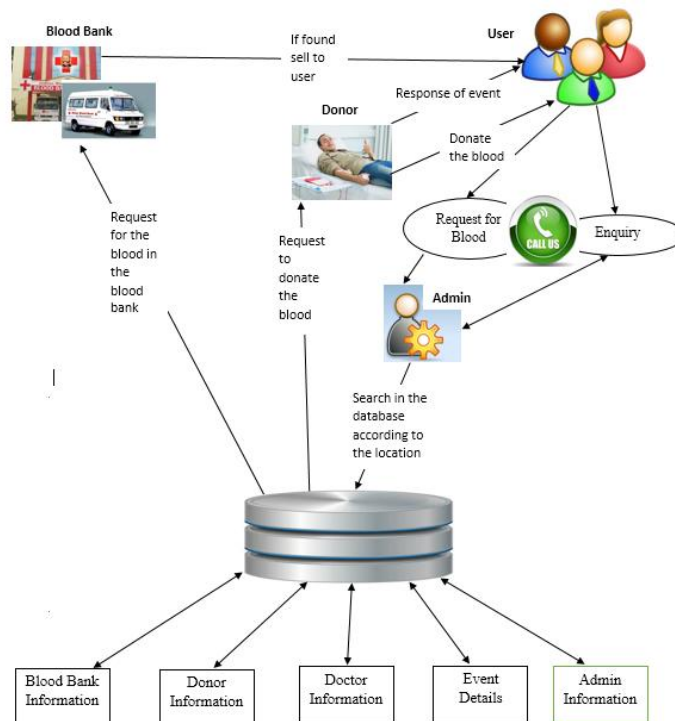 Blood Bank
If found
sell to
user
User
Response of event
Donor
Donate
the blood
Request
for the
blood in
the
blood
bank
Request
to
donate
the
blood
Request for
Blood
CALL US
Enquiry
Admin
Search in the
database
according to
the location
Blood Bank
Information
Donor
Information
Doctor
Information
Event
Details
Admin
Information